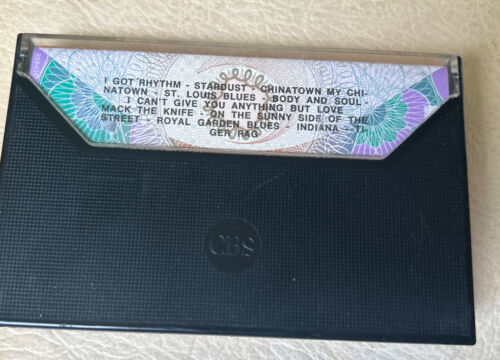 I GOT RHYTHM - STARDUST - CHINATOWN MY CHI-
NATOWN - ST. LOUIS BLUES - BODY AND SOUL -
I CAN'T GIVE YOU ANYTHING BUT LOVE
MACK THE KNIFE - ON THE SUNNY SIDE OF THE
STREET - ROYAL GARDEN BLUES - INDIANA - TI-
GER RAG
CBS